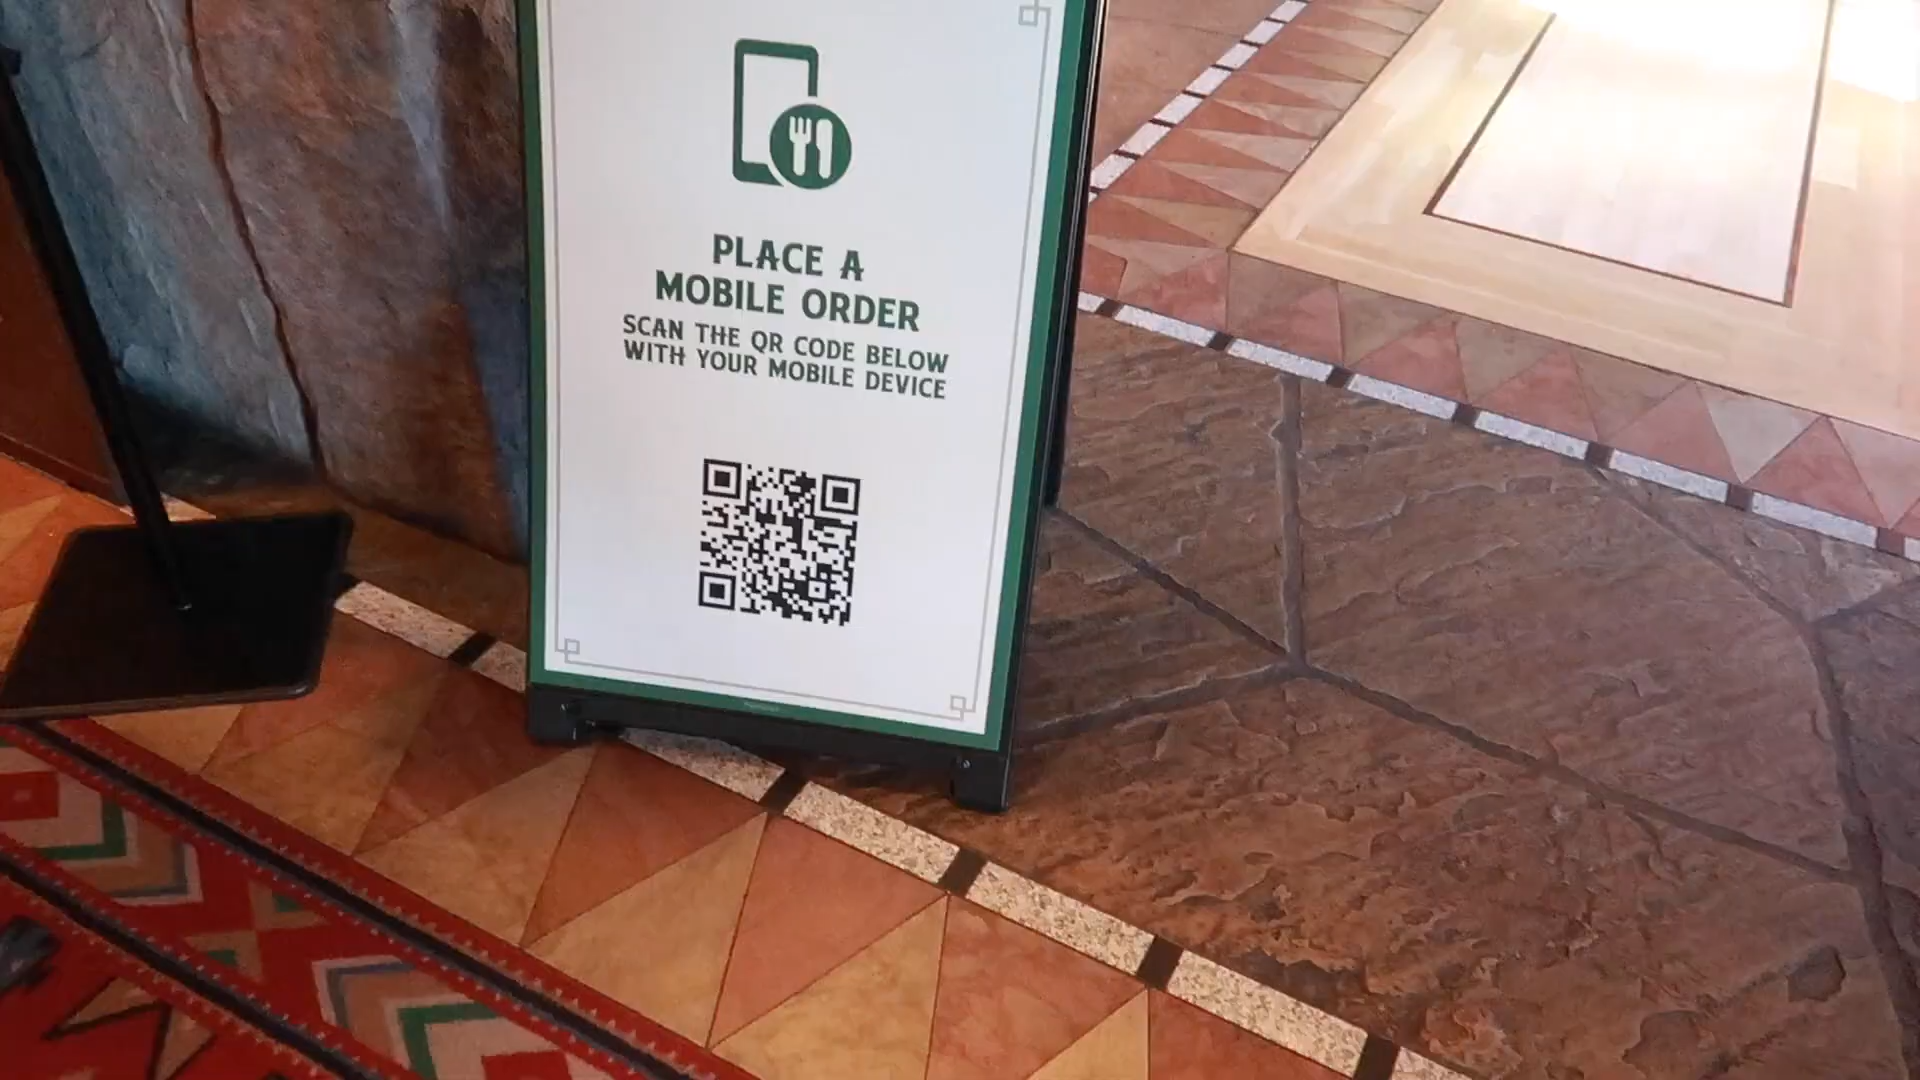 PLACE A
MOBILE ORDER
SCAN THE QR CODE BELOW
WITH YOUR MOBILE DEVICE